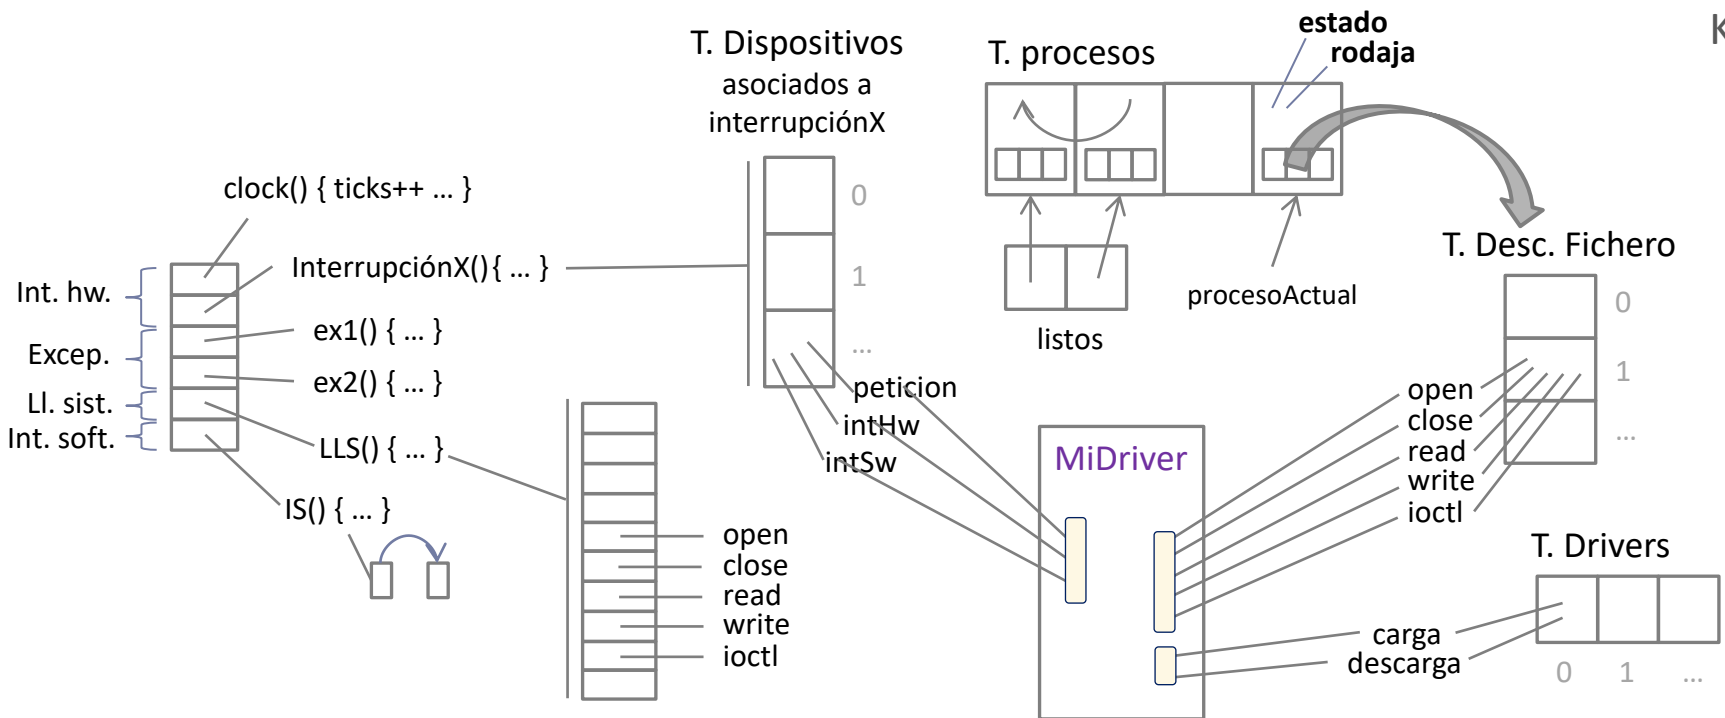 estado
rodaja
K
T. Dispositivos
asociados a
interrupciónX
T. procesos
clock() { ticks++ ... }
0
InterrupciónX(){ ... }
1
...
Int. hw.
Excep.
Ll. sist.
Int. soft.
ex1() { ... }
ex2() { ... }
LLS() { ... }
IS() { ... }
peticion
intHw
intSw
open
close
read
write
ioctl
listos
procesoActual
T. Desc. Fichero
0
1
...
open
close
read
write
ioctl
MiDriver
T. Drivers
carga
descarga
0 1 ...